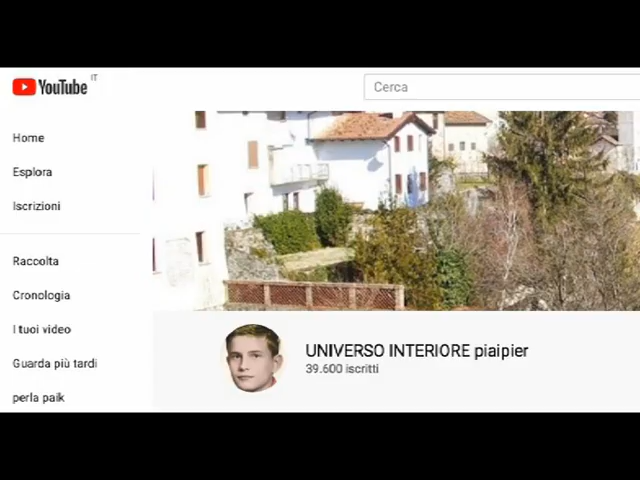 YouTube IT
Cerca
Home
Esplora
Iscrizioni
Raccolta
Cronologia
I tuoi video
Guarda più tardi
perla paik
UNIVERSO INTERIORE piaipier
39.600 iscritti